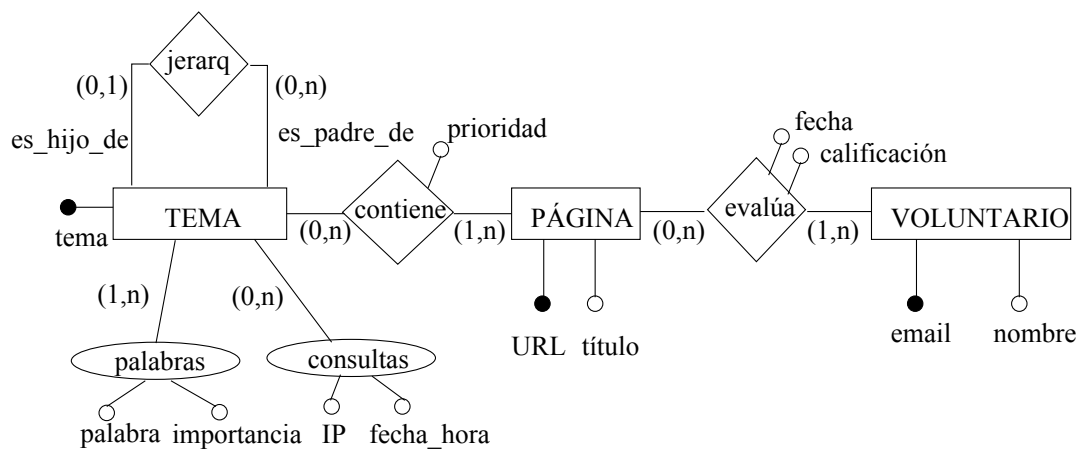 jerarq
(0,1)
(0,n)
es_hijo_de
es_padre_de
prioridad
fecha
calificación
tema
TEMA
(0,n)
contiene
(1,n)
PÁGINA
(0,n)
evalúa
(1,n)
VOLUNTARIO
(1,n)
(0,n)
palabras
consultas
URL
título
email
nombre
palabra
importancia
IP
fecha_hora